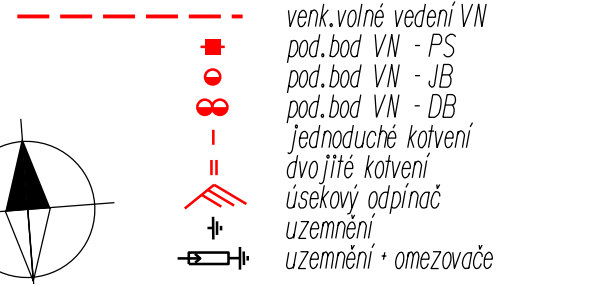 venk.volné vedení VN
pod.bod VN - PS
pod.bod VN - JB
pod.bod VN - DB
jednoduché kotvení
dvojité kotvení
úsekový odpínač
uzemnění
uzemnění + omezovače